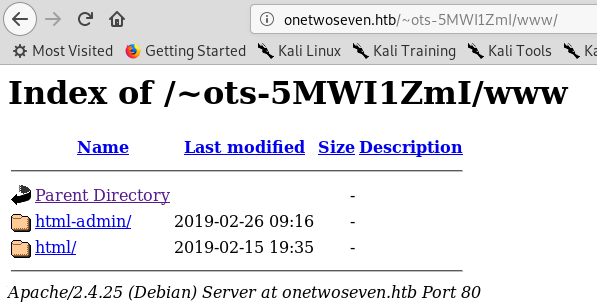 onetwoseven.htb/~ots-5MWI1ZmI/www/
Most Visited Getting Started Kali Linux Kali Training Kali Tools Ka
Index of /~ots-5MWI1ZmI/www
Name Last modified Size Description
Parent Directory -
html-admin/ 2019-02-26 09:16 -
html/ 2019-02-15 19:35 -
Apache/2.4.25 (Debian) Server at onetwoseven.htb Port 80